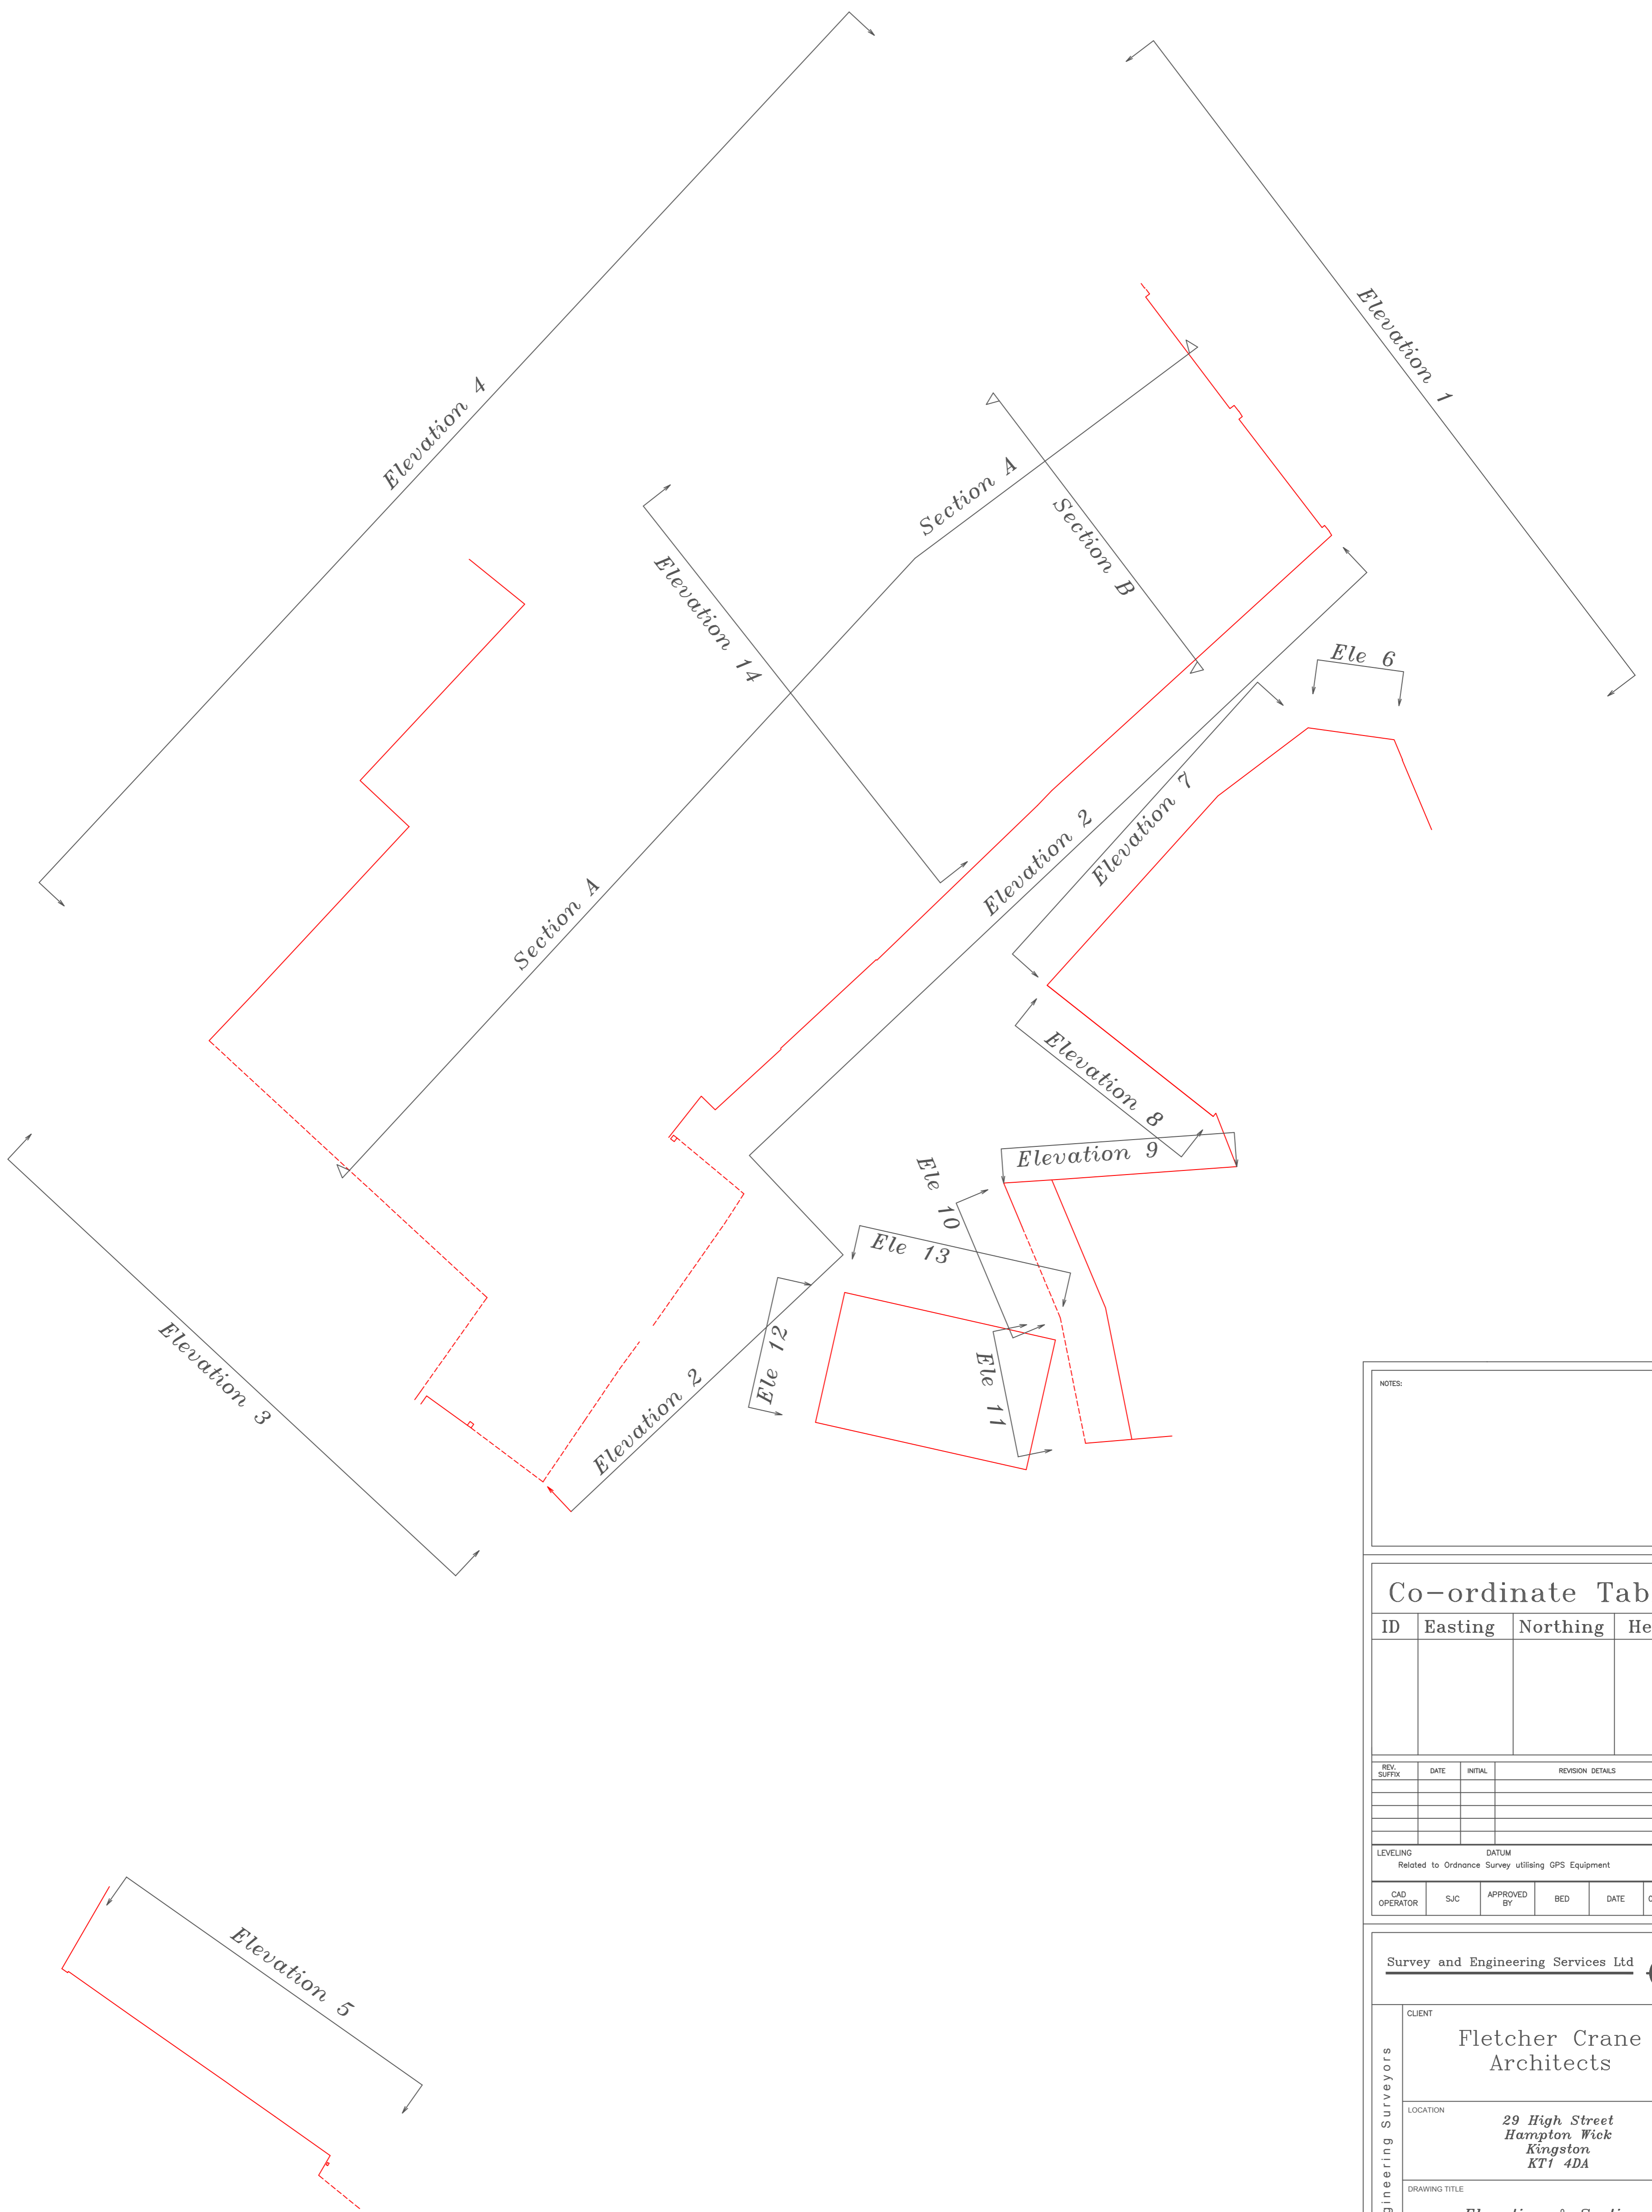 Elevation 4
Elevation 1
Section A
Section B
Elevation 14
Ele 6
Elevation 7
Elevation 2
Section A
Elevation 8
Elevation 9
Ele 10
Ele 13
Elevation 3
Ele 12
Ele 11
Elevation 2
Elevation 5
NOTES:
Co-ordinate Tab
ID Easting Northing He
REV. SUFFIX DATE INITIAL REVISION DETAILS
LEVELING DATUM
Related to Ordnance Survey utilising GPS Equipment
CAD OPERATOR SJC APPROVED BY BED DATE
Survey and Engineering Services Ltd
gineering Surveyors
CLIENT
Fletcher Crane
Architects
LOCATION
29 High Street
Hampton Wick
Kingston
KT1 4DA
DRAWING TITLE